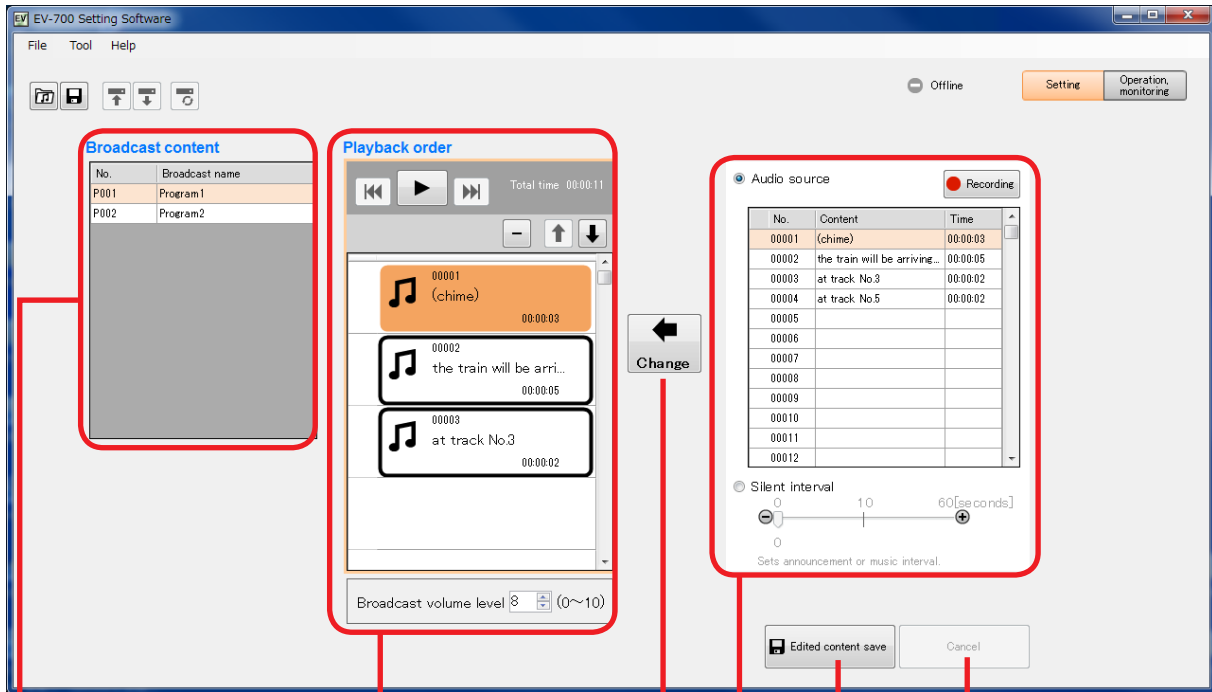 EV EV-700 Setting Software
File Tool Help
Offline
Setting
Operation,
monitoring
Broadcast content
No. Broadcast name
P001 Program1
P002 Program2
Playback order
Total time 00:00:11
00001
(chime)
00:00:03
00002
the train will be arri...
00:00:05
00003
at track No.3
00:00:02
Broadcast volume level 8 (0~10)
Change
Audio source
Recording
No. Content Time
00001 (chime) 00:00:03
00002 the train will be arriving... 00:00:05
00003 at track No.3 00:00:02
00004 at track No.5 00:00:02
00005
00006
00007
00008
00009
00010
00011
00012
Silent interval
0 10 60[seconds]
0
Sets announcement or music interval.
Edited content save
Cancel